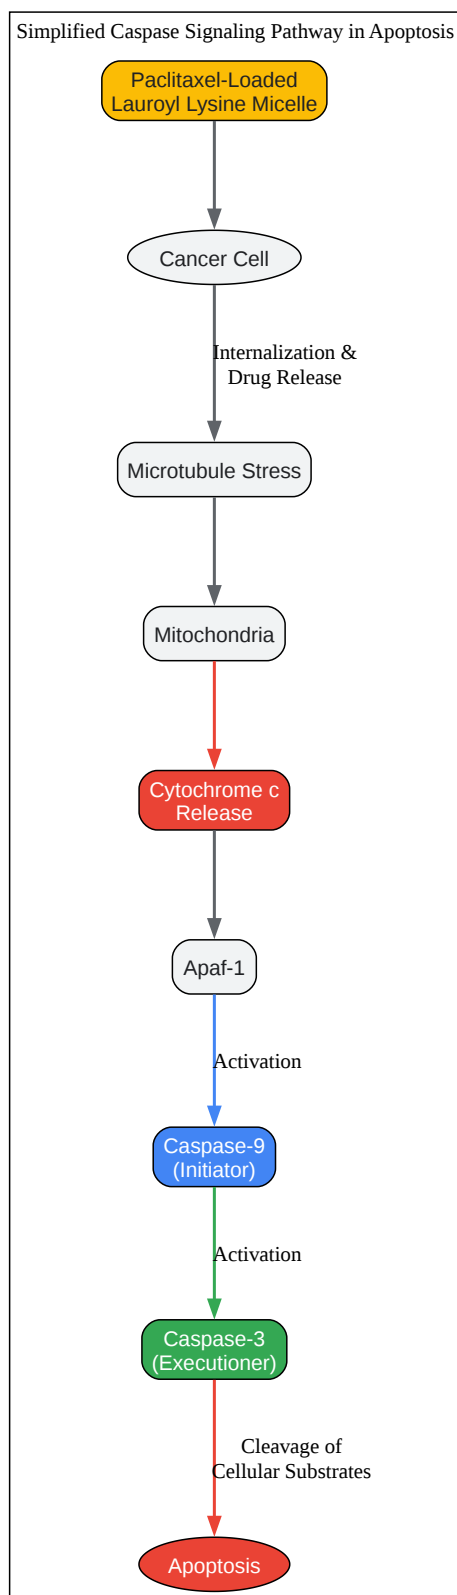 Simplified Caspase Signaling Pathway in Apoptosis
Paclitaxel-Loaded
Lauroyl Lysine Micelle
Cancer Cell
Internalization &
Drug Release
Microtubule Stress
Mitochondria
Cytochrome c
Release
Apaf-1
Activation
Caspase-9
(Initiator)
Activation
Caspase-3
(Executioner)
Cleavage of
Cellular Substrates
Apoptosis